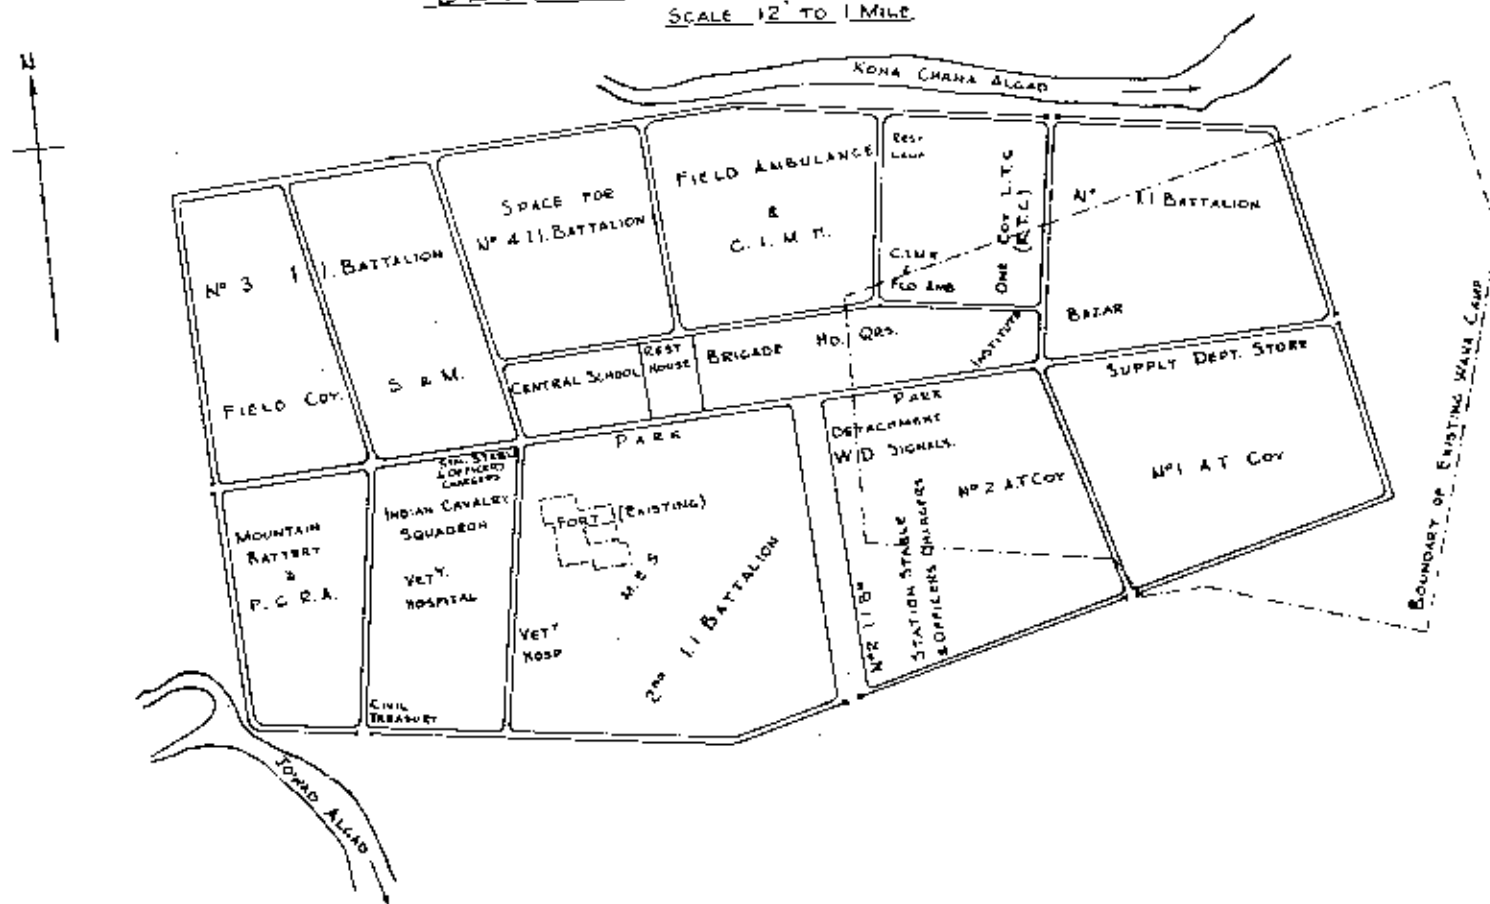 SCALE 12" TO 1 MILE
N
KONA CHANA ALGAD
FIELD AMBULANCE
&
C. I. M. H.
REST
ONE COY L.T.C
(A.T.C.)
Nº 1.1 BATTALION
SPACE FOR
Nº 4 I.I. BATTALION
Nº 3 I.I. BATTALION
C.I.M.H
&
FLD AMB
BAZAR
INSTITUTE
BRIGADE HD. QRS.
REST
HOUSE
CENTRAL SCHOOL
S & M.
FIELD COY.
SUPPLY DEPT. STORE
PARK
DETACHMENT
W/D SIGNALS.
PARK
Nº 1 A T COY
Nº 2 A.T COY
STN. STABLE
& OFFICERS
CHARGERS
INDIAN CAVALRY
SQUADRON
VETY.
HOSPITAL
FORT (EXISTING)
M.E.S
2ND I.I BATTALION
VETY
HOSP
MOUNTAIN
BATTERY
&
P. G R.A.
STATION STABLE
& OFFICERS CHARGERS
CIVIL
TREASURY
TOWAD ALGAD
BOUNDARY OF EXISTING WANA CAMP